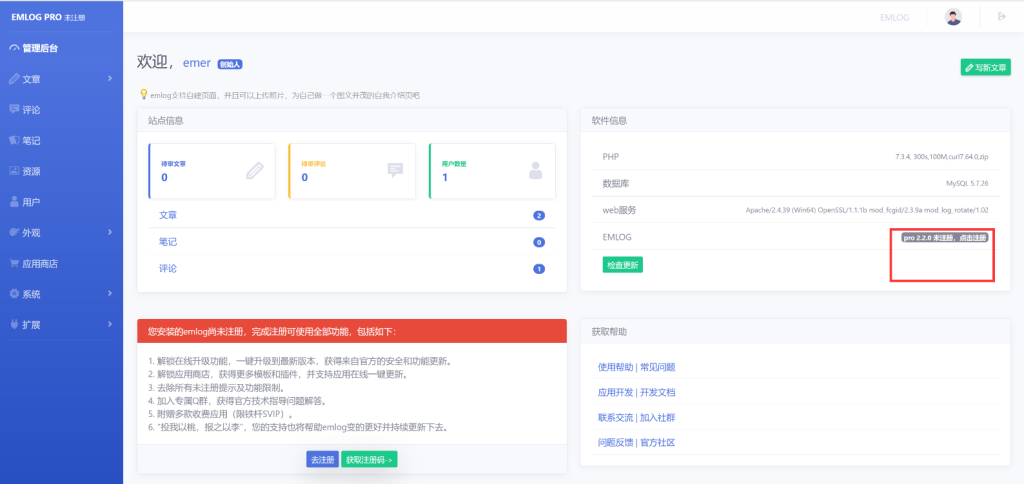 EMLOG PRO 未注册
管理后台
文章
评论
笔记
资源
用户
外观
应用商店
系统
扩展
EMLOG
欢迎，emer 创始人
写新文章
emlog支持自建页面，并且可以上传照片，为自己做一个图文并茂的自我介绍页吧
站点信息
待审文章
0
待审评论
0
用户数量
1
文章 2
笔记 0
评论 1
软件信息
PHP 7.3.4, 300s,100M,curl7.64.0,zip
数据库 MySQL 5.7.26
web服务 Apache/2.4.39 (Win64) OpenSSL/1.1.1b mod_fcgid/2.3.9a mod_log_rotate/1.02
EMLOG pro 2.2.0 未注册，点击注册
检查更新
您安装的emlog尚未注册，完成注册可使用全部功能，包括如下：
1. 解锁在线升级功能，一键升级到最新版本，获得来自官方的安全和功能更新。
2. 解锁应用商店，获得更多模板和插件，并支持应用在线一键更新。
3. 去除所有未注册提示及功能限制。
4. 加入专属Q群，获得官方技术指导问题解答。
5. 附赠多款收费应用（限铁杆SVIP）。
6. "投我以桃，报之以李"，您的支持也将帮助emlog变的更好并持续更新下去。
去注册 获取注册码->
获取帮助
使用帮助 | 常见问题
应用开发 | 开发文档
联系交流 | 加入社群
问题反馈 | 官方社区